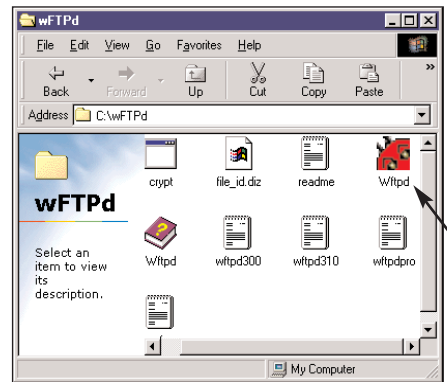 wFTPd
File Edit View Go Favorites Help
Back Forward Up Cut Copy Paste »
Address C:\wFTPd
crypt file_id.diz readme Wftpd
wFTPd
Select an
item to view
its
description.
Wftpd wftpd300 wftpd310 wftpdpro
My Computer